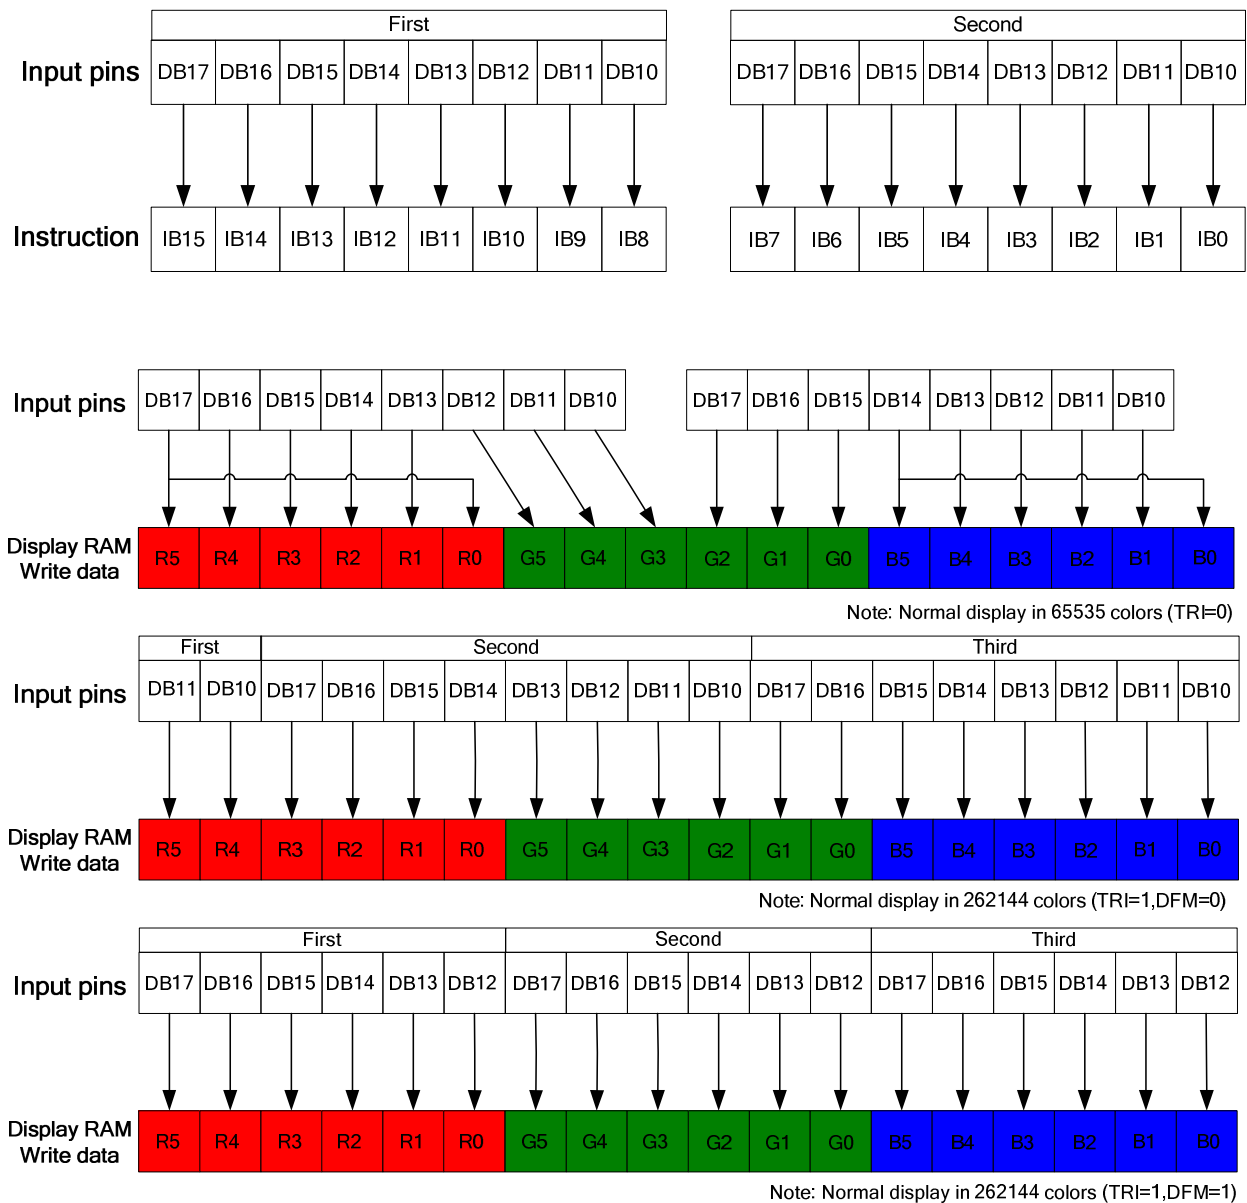 First Second
Input pins DB17 DB16 DB15 DB14 DB13 DB12 DB11 DB10 DB17 DB16 DB15 DB14 DB13 DB12 DB11 DB10
Instruction IB15 IB14 IB13 IB12 IB11 IB10 IB9 IB8 IB7 IB6 IB5 IB4 IB3 IB2 IB1 IB0
Input pins DB17 DB16 DB15 DB14 DB13 DB12 DB11 DB10 DB17 DB16 DB15 DB14 DB13 DB12 DB11 DB10
Display RAM
Write data
R5 R4 R3 R2 R1 R0 G5 G4 G3 G2 G1 G0 B5 B4 B3 B2 B1 B0
Note: Normal display in 65535 colors (TRI=0)
First Second Third
Input pins DB11 DB10 DB17 DB16 DB15 DB14 DB13 DB12 DB11 DB10 DB17 DB16 DB15 DB14 DB13 DB12 DB11 DB10
Display RAM
Write data
R5 R4 R3 R2 R1 R0 G5 G4 G3 G2 G1 G0 B5 B4 B3 B2 B1 B0
Note: Normal display in 262144 colors (TRI=1,DFM=0)
First Second Third
Input pins DB17 DB16 DB15 DB14 DB13 DB12 DB17 DB16 DB15 DB14 DB13 DB12 DB17 DB16 DB15 DB14 DB13 DB12
Display RAM
Write data
R5 R4 R3 R2 R1 R0 G5 G4 G3 G2 G1 G0 B5 B4 B3 B2 B1 B0
Note: Normal display in 262144 colors (TRI=1,DFM=1)